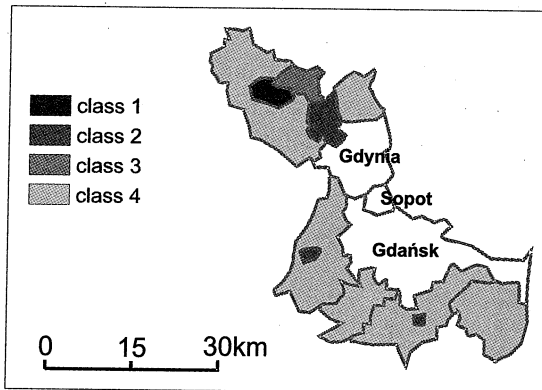 class 1
class 2
class 3
class 4
Gdynia
Sopot
Gdańsk
0 15 30km